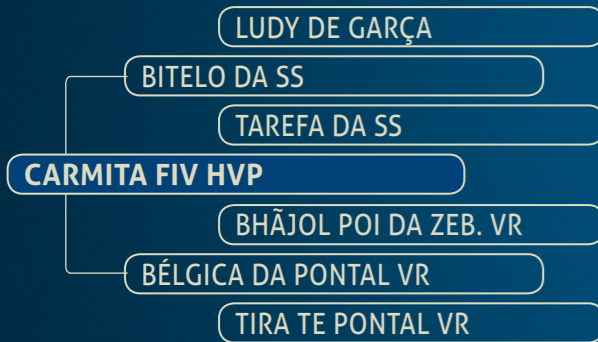 LUDY DE GARÇA
BITELO DA SS
TAREFA DA SS
CARMITA FIV HVP
BHÃJOL POI DA ZEB. VR
BÉLGICA DA PONTAL VR
TIRA TE PONTAL VR